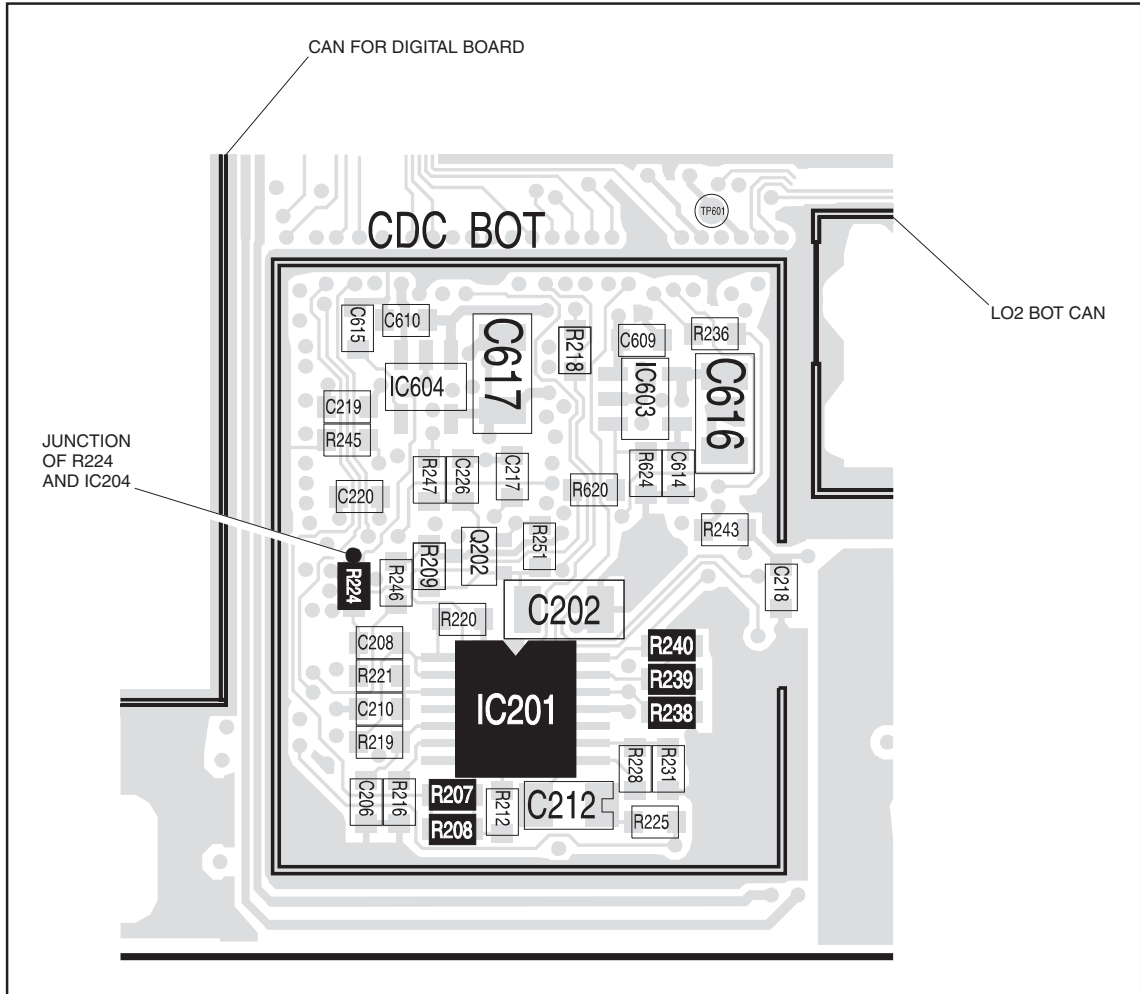 CAN FOR DIGITAL BOARD
TP601
CDC BOT
LO2 BOT CAN
C615
C610
C617
R218
C609
R236
IC604
IC603
C616
C219
R245
JUNCTION
OF R224
AND IC204
R247
C226
C217
R624
C614
C220
R620
R243
Q202
R251
R209
R224
R246
C218
C202
R220
C208
R240
R221
R239
IC201
C210
R238
R219
R228
R231
C206
R216
R207
R212
C212
R208
R225